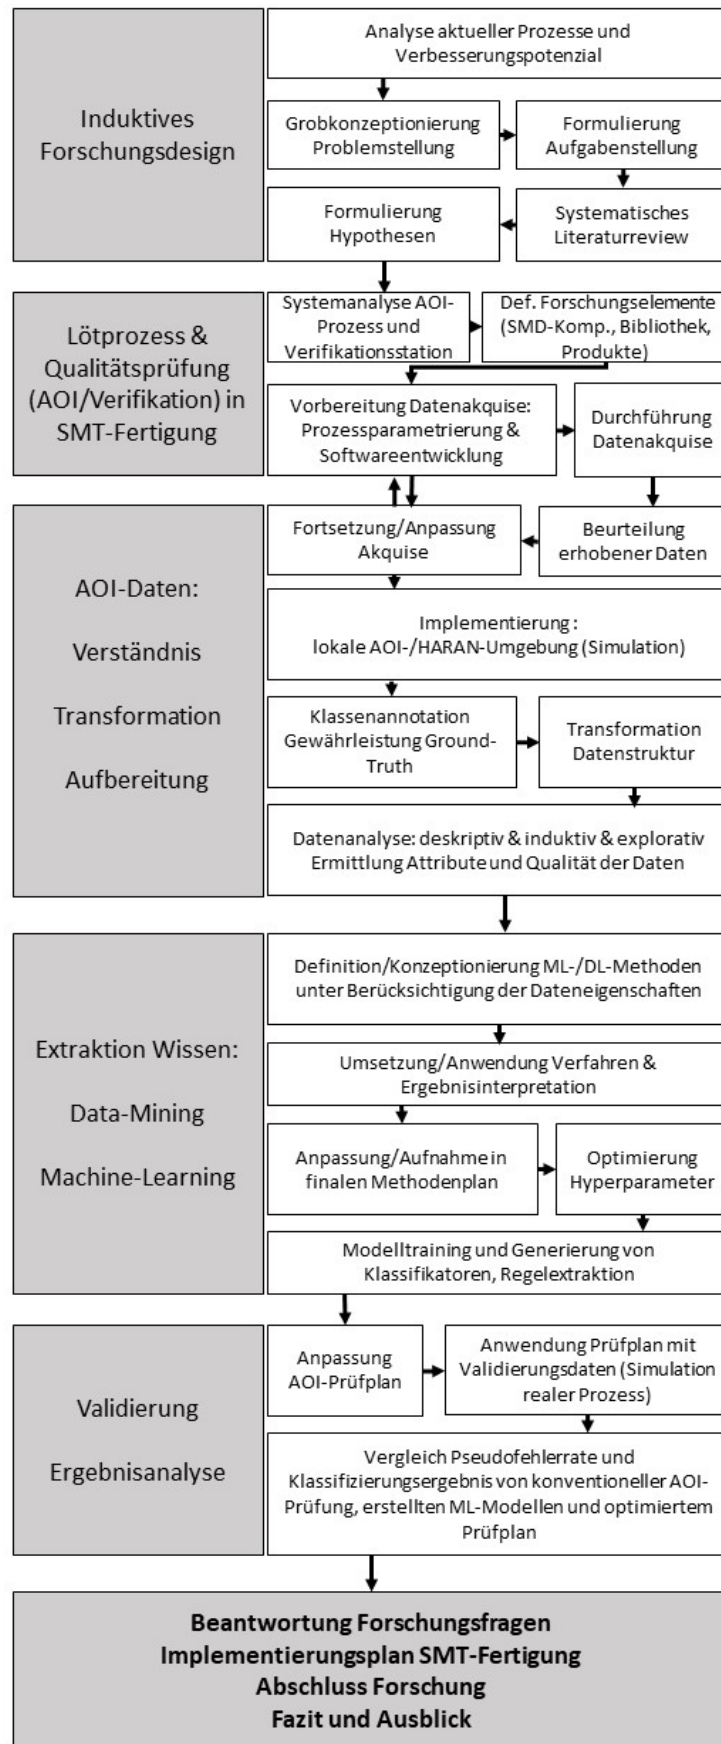 Induktives
Forschungsdesign
Analyse aktueller Prozesse und
Verbesserungspotenzial
Grobkonzeptionierung
Problemstellung
Formulierung
Aufgabenstellung
Formulierung
Hypothesen
Systematisches
Literaturreview
Lötprozess &
Qualitätsprüfung
(AOI/Verifikation) in
SMT-Fertigung
Systemanalyse AOI-
Prozess und
Verifikationsstation
Def. Forschungselemente
(SMD-Komp., Bibliothek,
Produkte)
Vorbereitung Datenakquise:
Prozessparametrierung &
Softwareentwicklung
Durchführung
Datenakquise
AOI-Daten:
Verständnis
Transformation
Aufbereitung
Fortsetzung/Anpassung
Akquise
Beurteilung
erhobener Daten
Implementierung :
lokale AOI-/HARAN-Umgebung (Simulation)
Klassenannotation
Gewährleistung Ground-
Truth
Transformation
Datenstruktur
Datenanalyse: deskriptiv & induktiv & explorativ
Ermittlung Attribute und Qualität der Daten
Extraktion Wissen:
Data-Mining
Machine-Learning
Definition/Konzeptionierung ML-/DL-Methoden
unter Berücksichtigung der Dateneigenschaften
Umsetzung/Anwendung Verfahren &
Ergebnisinterpretation
Anpassung/Aufnahme in
finalen Methodenplan
Optimierung
Hyperparameter
Modelltraining und Generierung von
Klassifikatoren, Regelextraktion
Validierung
Ergebnisanalyse
Anpassung
AOI-Prüfplan
Anwendung Prüfplan mit
Validierungsdaten (Simulation
realer Prozess)
Vergleich Pseudofehlerrate und
Klassifizierungsergebnis von konventioneller AOI-
Prüfung, erstellten ML-Modellen und optimiertem
Prüfplan
Beantwortung Forschungsfragen
Implementierungsplan SMT-Fertigung
Abschluss Forschung
Fazit und Ausblick